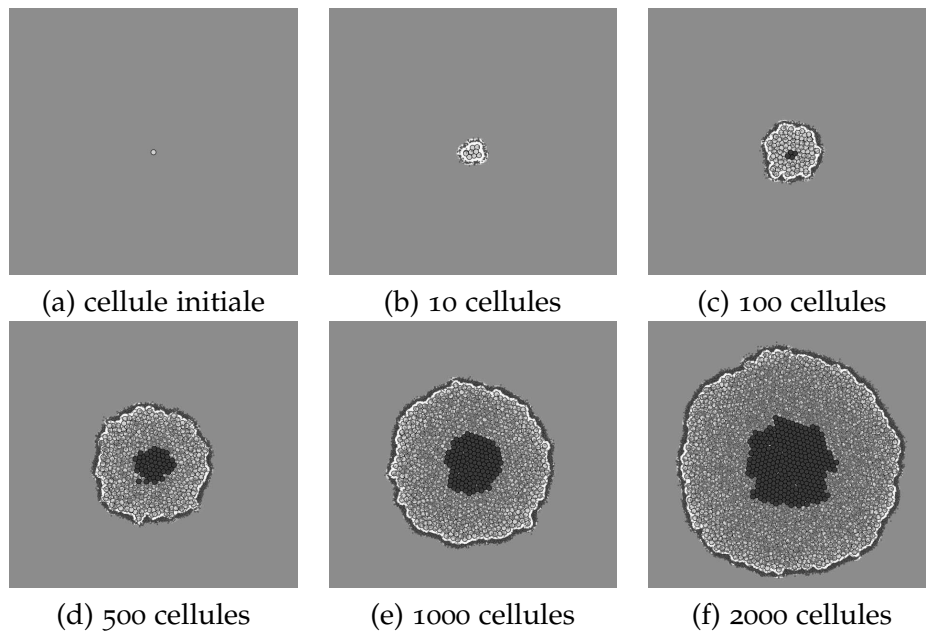 (a) cellule initiale
(b) 10 cellules
(c) 100 cellules
(d) 500 cellules
(e) 1000 cellules
(f) 2000 cellules